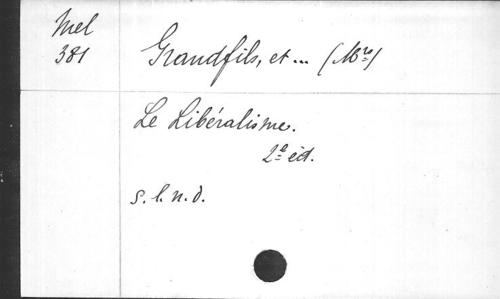 Mel
381
Grandfils, et ... (Mr)
Le Libéralisme.
2e éd.
s. l. n. d.